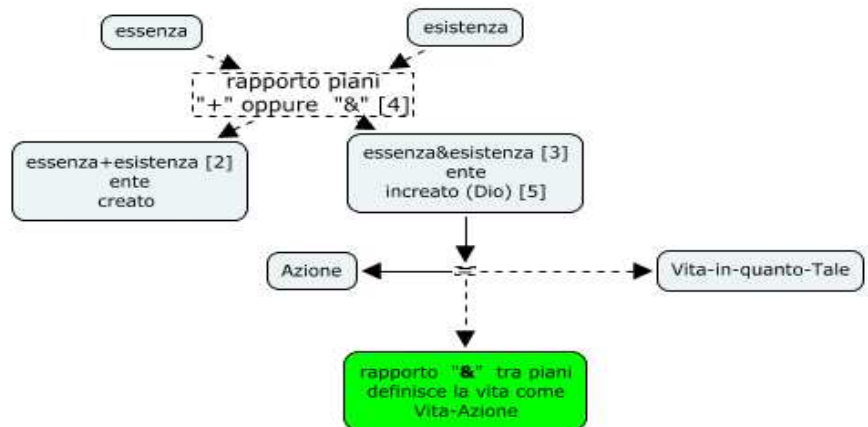 essenza
esistenza
rapporto piani
"+" oppure "&" [4]
essenza+esistenza [2]
ente
creato
essenza&esistenza [3]
ente
increato (Dio) [5]
Azione
Vita-in-quanto-Tale
rapporto "&" tra piani
definisce la vita come
Vita-Azione